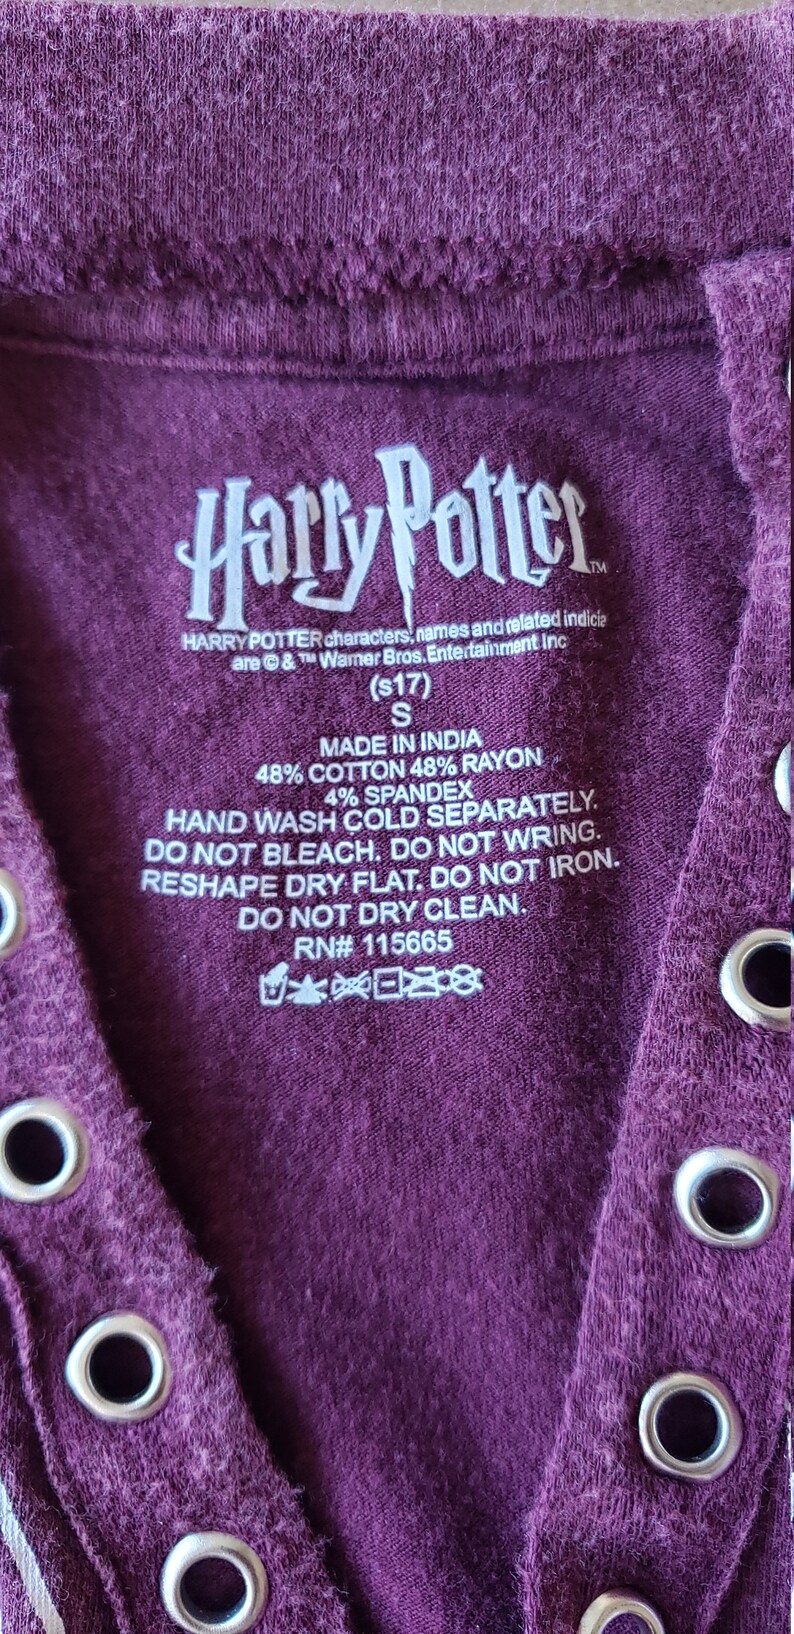 Harry Potter™
HARRY POTTER characters, names and related indicia
are © & ™ Warner Bros. Entertainment Inc
(s17)
S
MADE IN INDIA
48% COTTON 48% RAYON
4% SPANDEX
HAND WASH COLD SEPARATELY.
DO NOT BLEACH. DO NOT WRING.
RESHAPE DRY FLAT. DO NOT IRON.
DO NOT DRY CLEAN.
RN# 115665